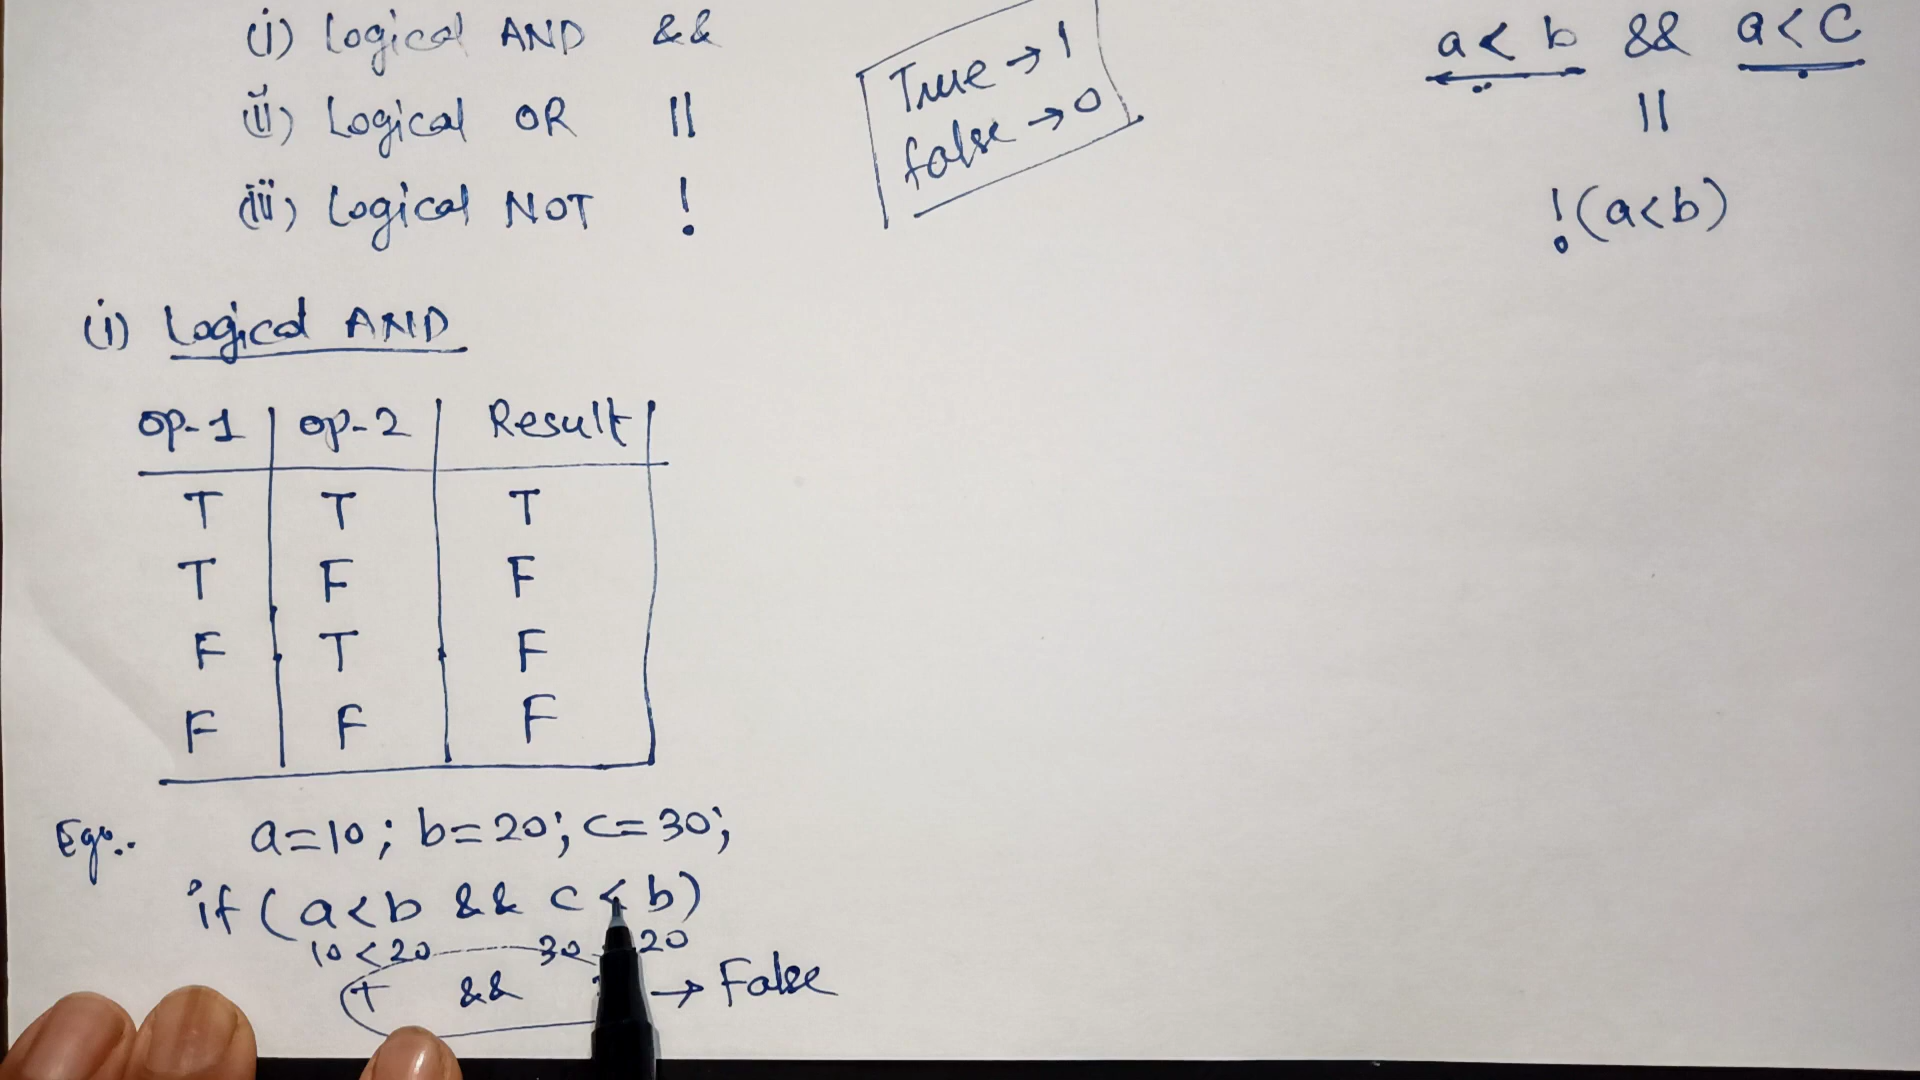 (i) Logical AND &&
(ii) Logical OR ||
(iii) Logical NOT !
True → 1
false → 0
a < b && a < C
||
!(a<b)
(i) Logical AND
op-1 op-2 Result
T T T
T F F
F T F
F F F
Eg:- a=10; b=20; c=30;
if (a<b && c < b)
10<20 30 20
T && → False